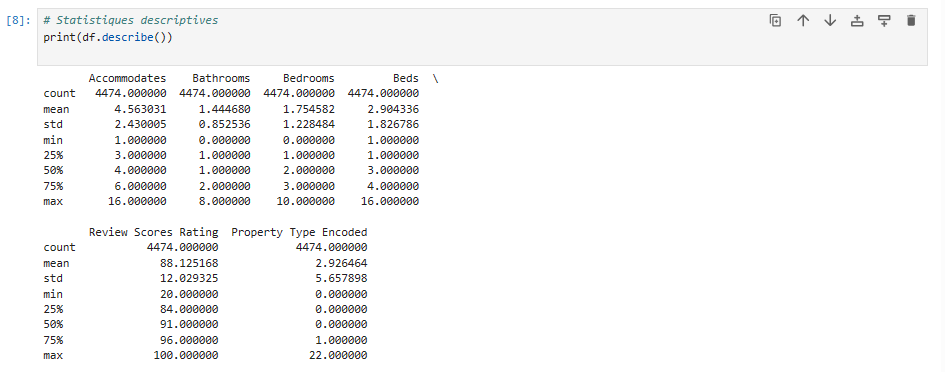 [8]: # Statistiques descriptives
print(df.describe())
Accommodates Bathrooms Bedrooms Beds \
count 4474.000000 4474.000000 4474.000000 4474.000000
mean 4.563031 1.444680 1.754582 2.904336
std 2.430005 0.852536 1.228484 1.826786
min 1.000000 0.000000 0.000000 1.000000
25% 3.000000 1.000000 1.000000 1.000000
50% 4.000000 1.000000 2.000000 3.000000
75% 6.000000 2.000000 3.000000 4.000000
max 16.000000 8.000000 10.000000 16.000000
Review Scores Rating Property Type Encoded
count 4474.000000 4474.000000
mean 88.125168 2.926464
std 12.029325 5.657898
min 20.000000 0.000000
25% 84.000000 0.000000
50% 91.000000 0.000000
75% 96.000000 1.000000
max 100.000000 22.000000